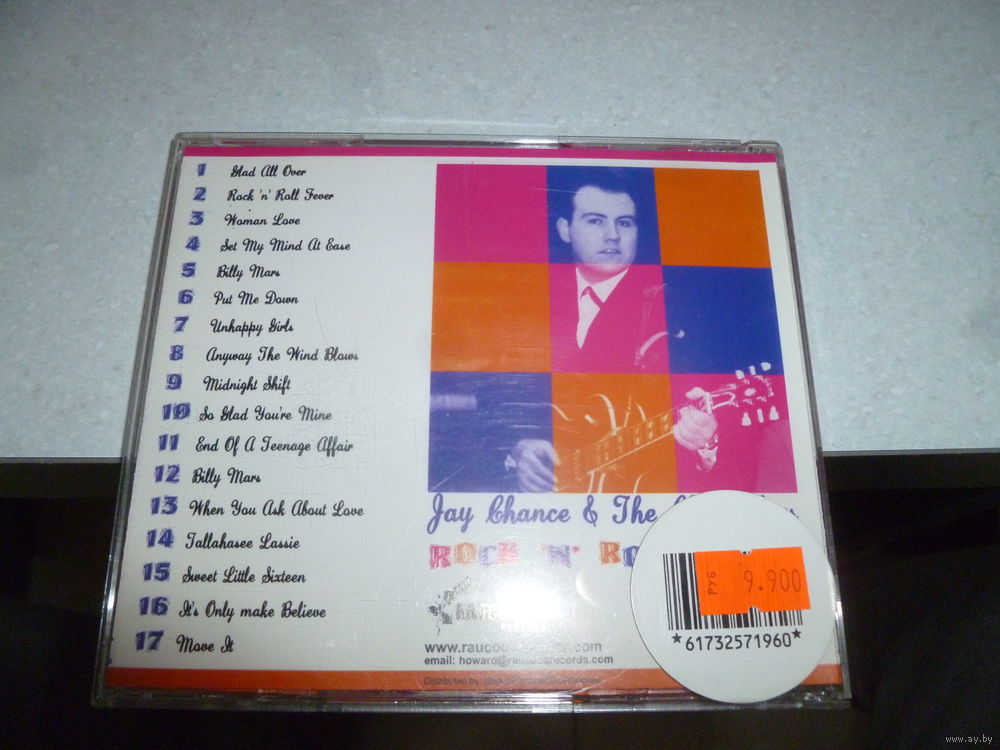 1 Glad All Over
2 Rock 'n' Roll Fever
3 Woman Love
4 Set My Mind At Ease
5 Billy Mars
6 Put Me Down
7 Unhappy Girls
8 Anyway The Wind Blows
9 Midnight Shift
10 So Glad You're Mine
11 End Of A Teenage Affair
12 Billy Mars
13 When You Ask About Love
14 Tallahasee Lassie
15 Sweet Little Sixteen
16 It's Only make Believe
17 Move It
Jay Chance & The
ROCK 'N'
email: howard@raucousrecords.com
Distributed by
РУБ 9.900
*61732571960*
www.ay.by